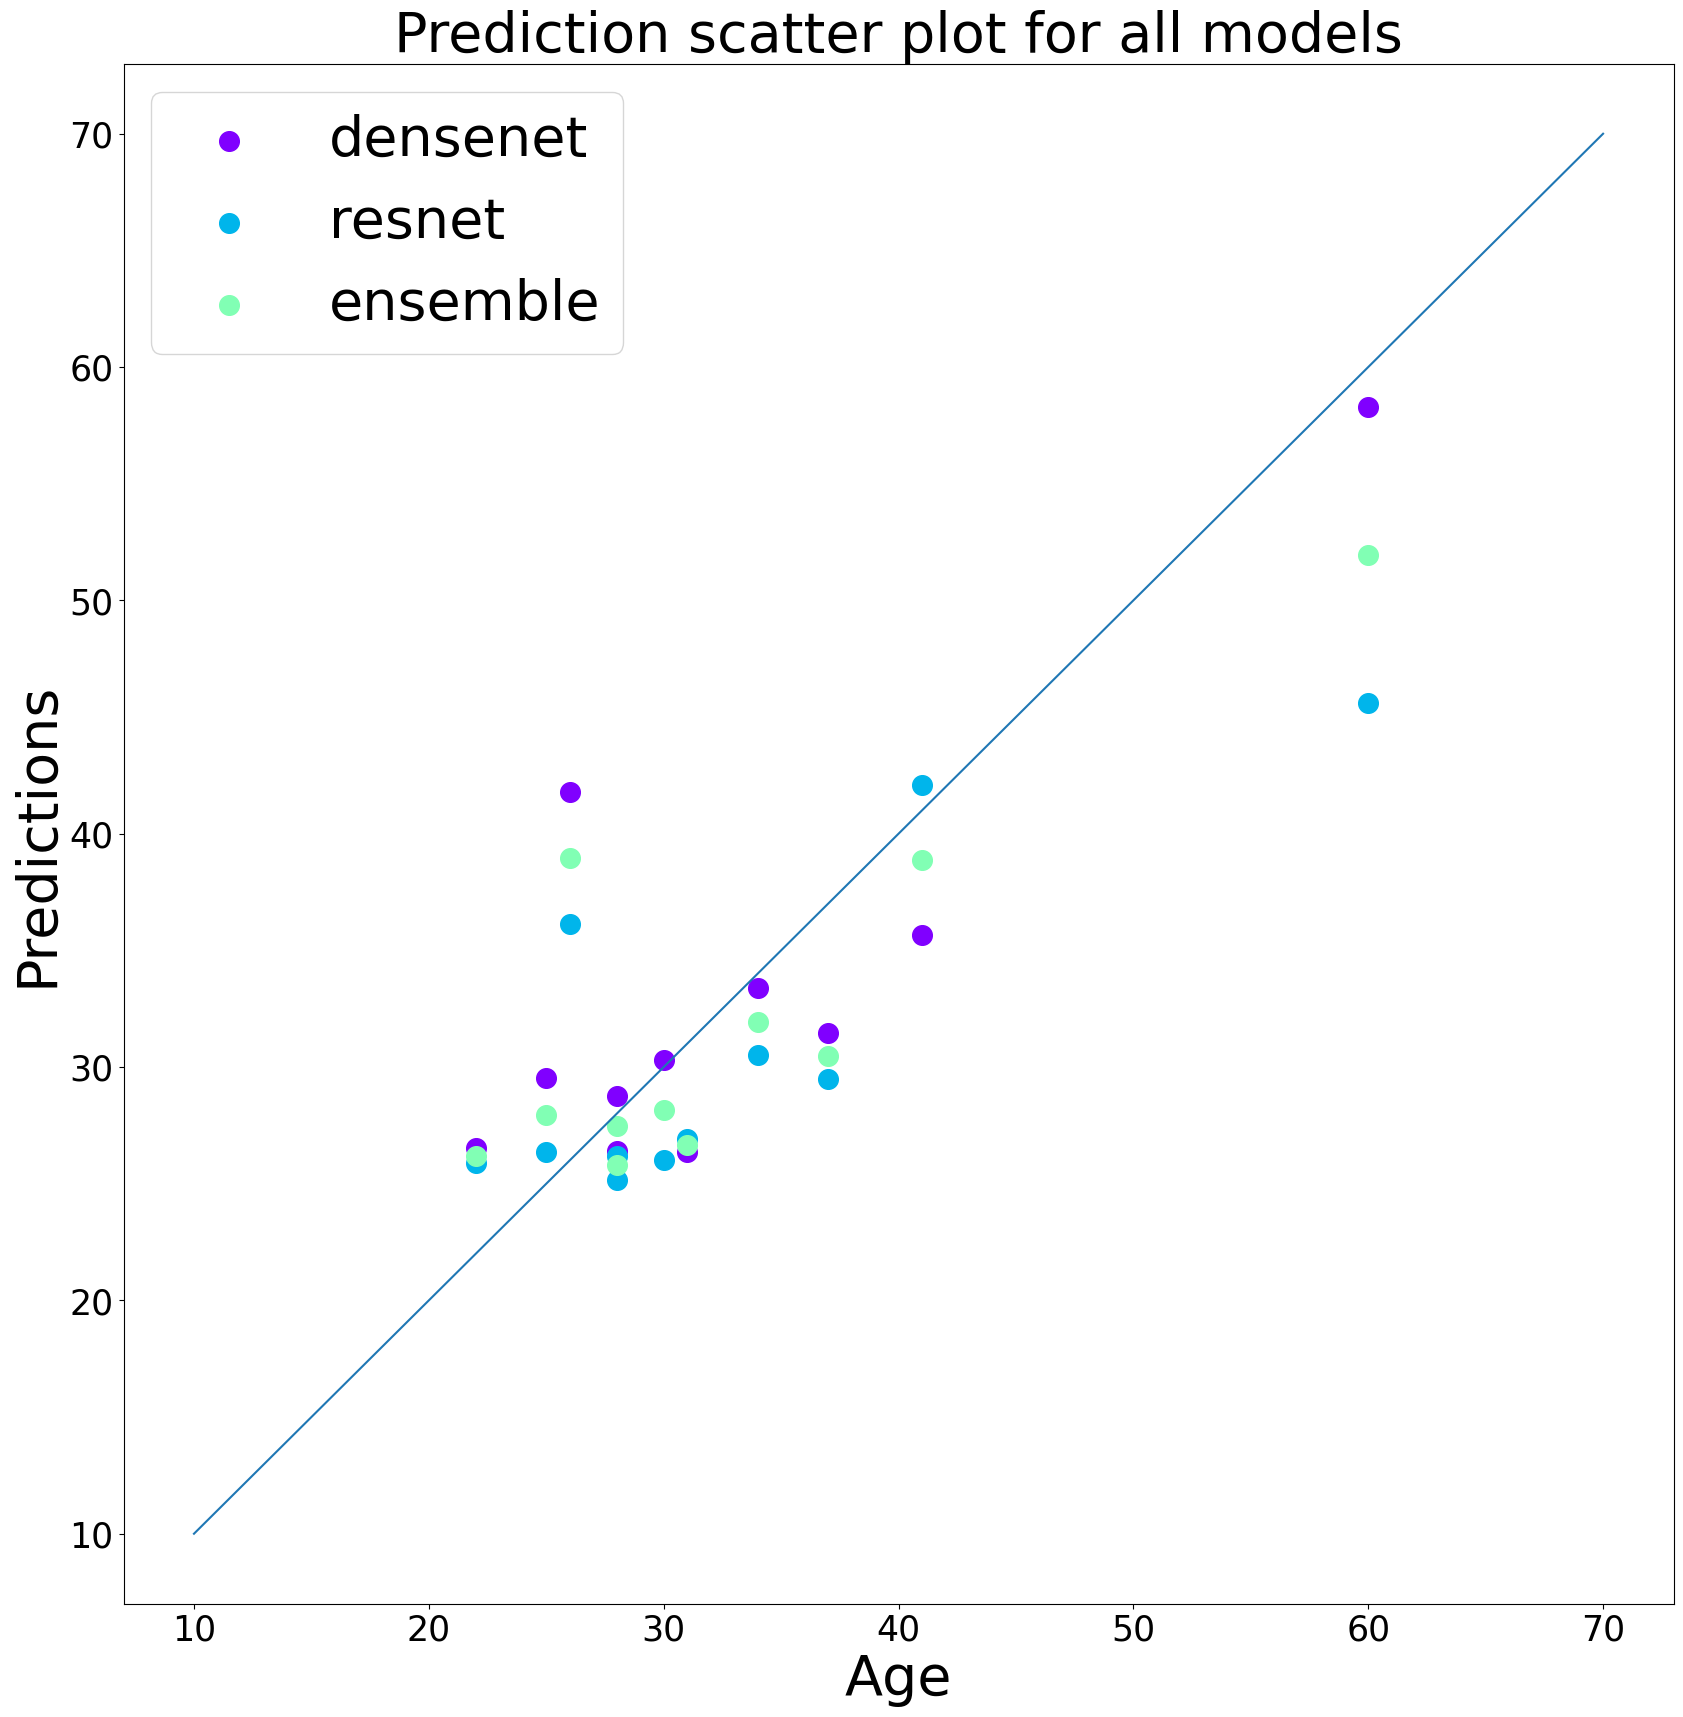 Prediction scatter plot for all models
densenet
resnet
ensemble
70
60
50
40
30
20
10
Predictions
10 20 30 40 50 60 70
Age